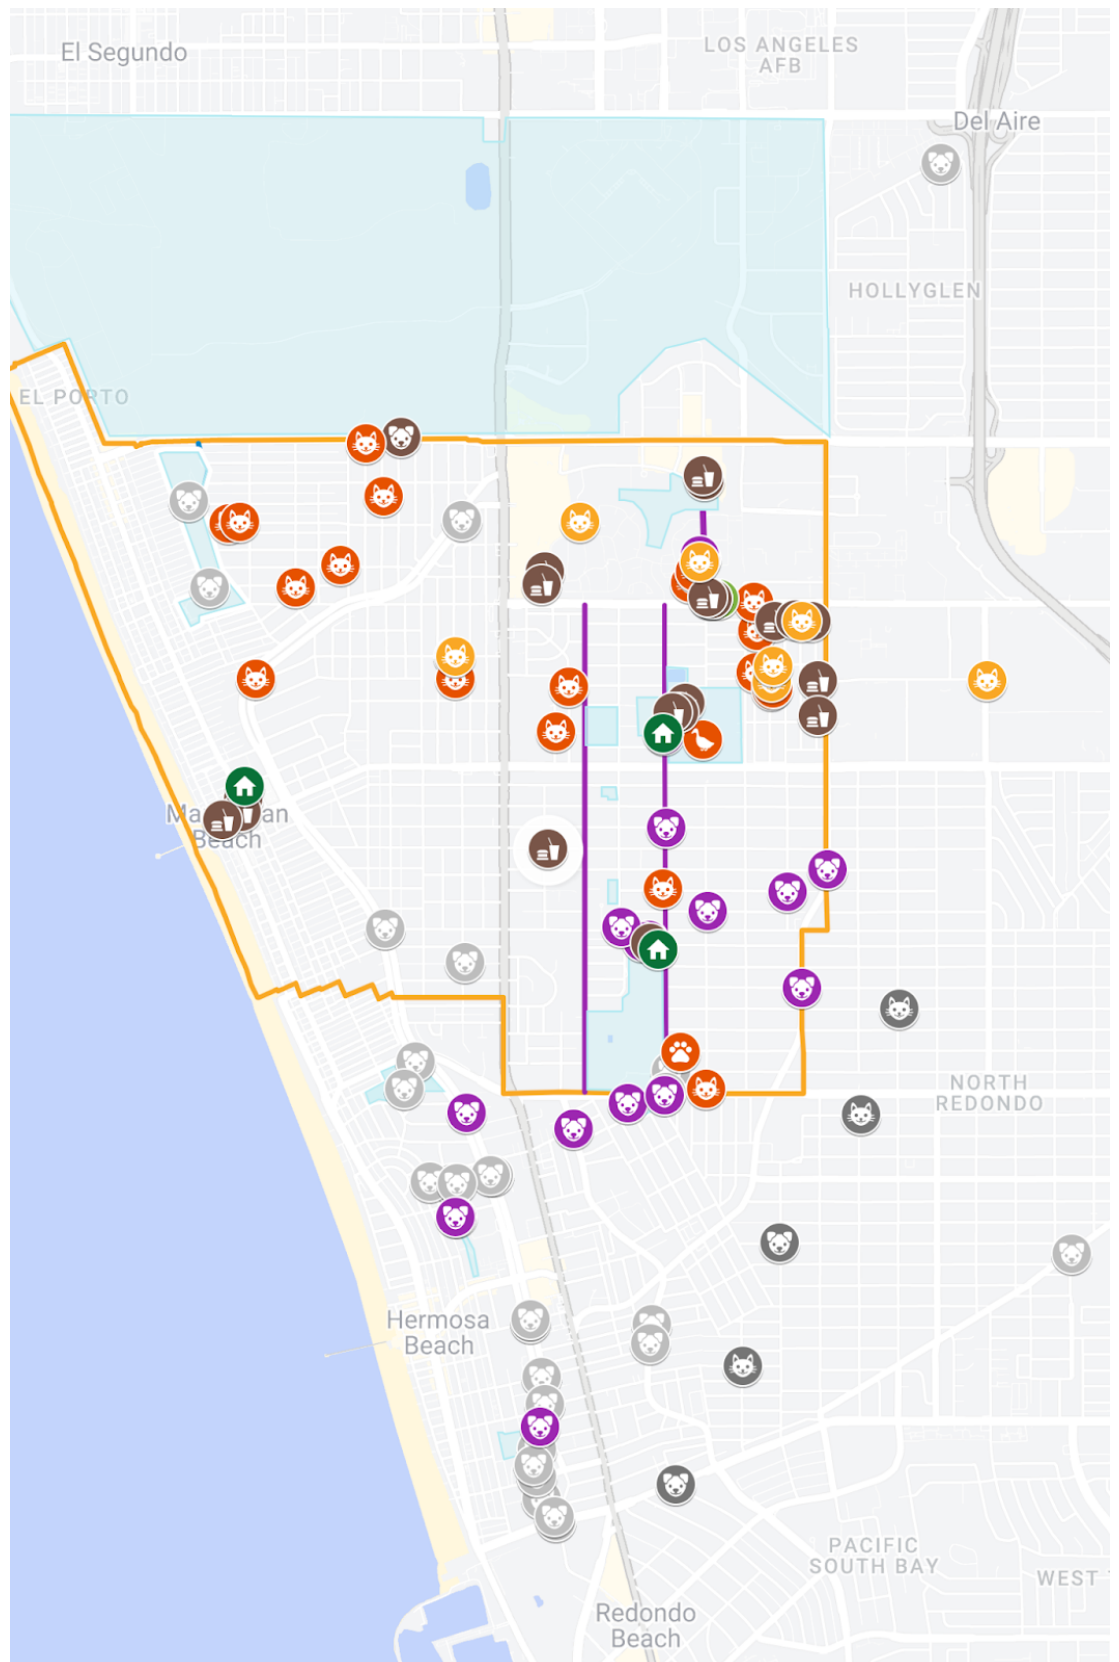 El Segundo
LOS ANGELES
AFB
Del Aire
HOLLYGLEN
EL PORTO
Beach
NORTH
REDONDO
Hermosa
Beach
PACIFIC
SOUTH BAY
WEST
Redondo
Beach